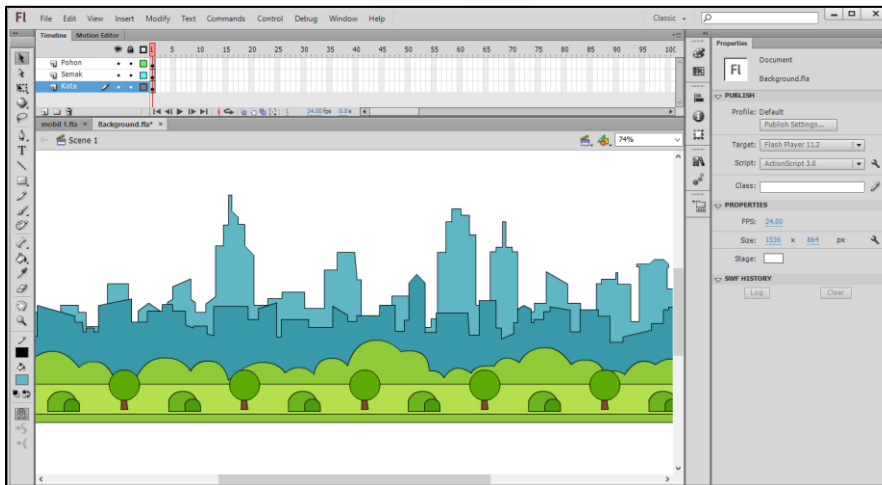 Fl File Edit View Insert Modify Text Commands Control Debug Window Help Classic
Timeline Motion Editor
1 5 10 15 20 25 30 35 40 45 50 55 60 65 70 75 80 85 90 95 100
Pohon
Semak
Kota
1 24.00 fps 0.0 s
mobil 1.fla × Background.fla* ×
Scene 1 74%
Properties
Fl Document
Background.fla
PUBLISH
Profile: Default
Publish Settings...
Target: Flash Player 11.2
Script: ActionScript 3.0
Class:
PROPERTIES
FPS: 24.00
Size: 1536 x 864 px
Stage:
SWF HISTORY
Log Clear